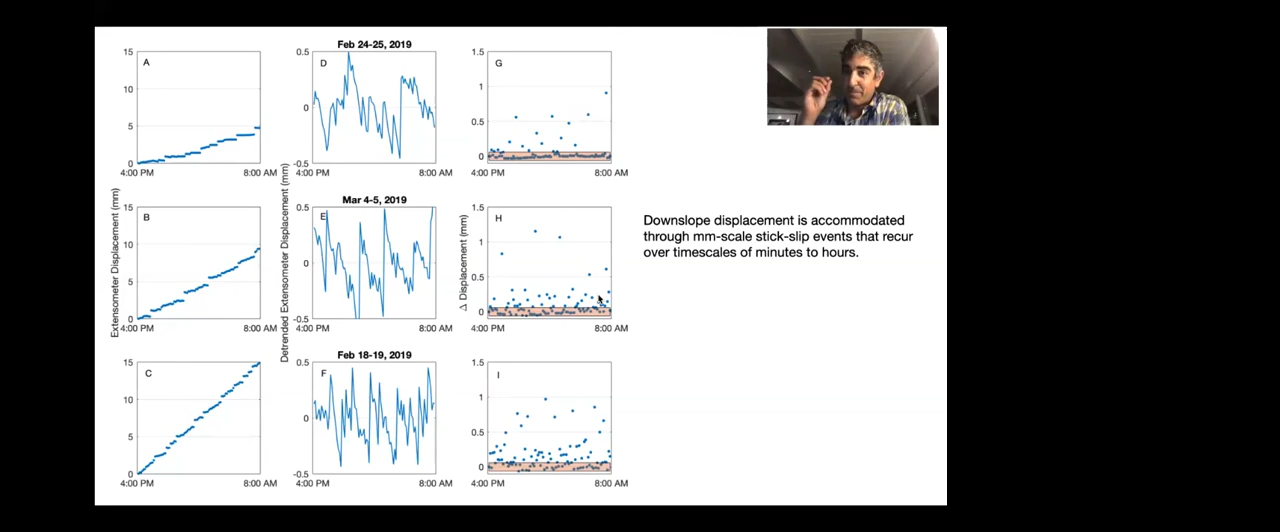 Feb 24-25, 2019
15
10
5
0
A
4:00 PM
8:00 AM
0.5
0
-0.5
D
4:00 PM
8:00 AM
1.5
1
0.5
0
G
4:00 PM
8:00 AM
Mar 4-5, 2019
Extensometer Displacement (mm)
15
10
5
0
B
4:00 PM
8:00 AM
Detrended Extensometer Displacement (mm)
0.5
0
-0.5
E
4:00 PM
8:00 AM
Δ Displacement (mm)
1.5
1
0.5
0
H
4:00 PM
8:00 AM
Downslope displacement is accommodated
through mm-scale stick-slip events that recur
over timescales of minutes to hours.
Feb 18-19, 2019
15
10
5
0
C
4:00 PM
8:00 AM
0.5
0
-0.5
F
4:00 PM
8:00 AM
1.5
1
0.5
0
I
4:00 PM
8:00 AM